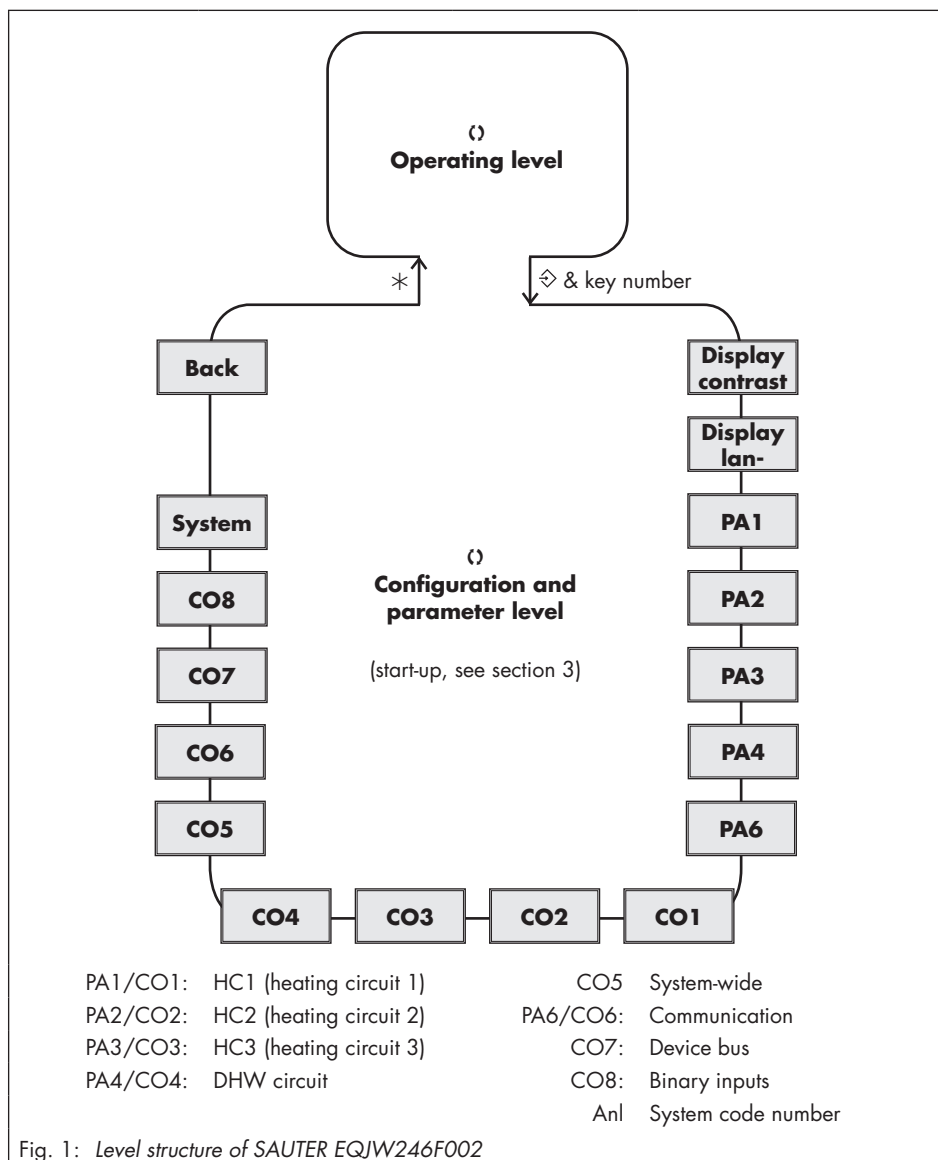 Operating level
* & key number
Back
Display
contrast
Display
lan-
System
PA1
CO8
Configuration and
parameter level
PA2
CO7
(start-up, see section 3)
PA3
CO6
PA4
CO5
PA6
CO4 CO3 CO2 CO1
PA1/CO1: HC1 (heating circuit 1)
PA2/CO2: HC2 (heating circuit 2)
PA3/CO3: HC3 (heating circuit 3)
PA4/CO4: DHW circuit
CO5 System-wide
PA6/CO6: Communication
CO7: Device bus
CO8: Binary inputs
Anl System code number
Fig. 1: Level structure of SAUTER EQJW246F002